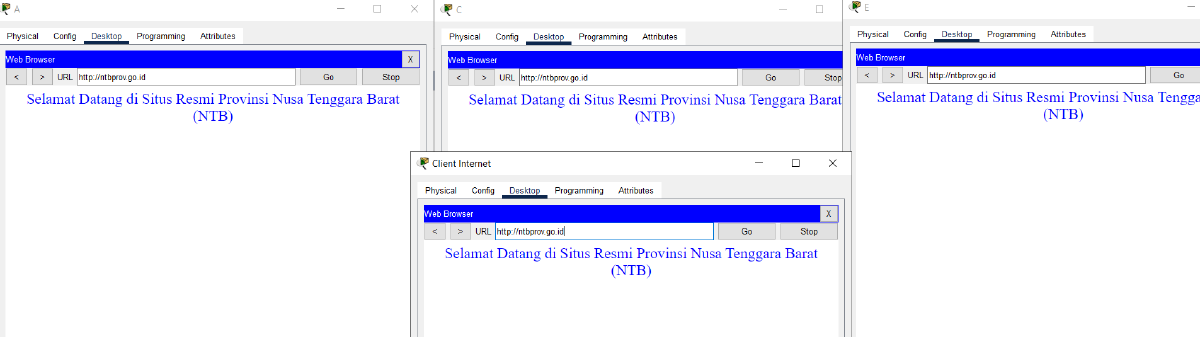 A
Physical Config Desktop Programming Attributes
Web Browser X
< > URL http://ntbprov.go.id Go Stop
Selamat Datang di Situs Resmi Provinsi Nusa Tenggara Barat
(NTB)
C
Physical Config Desktop Programming Attributes
Web Browser
< > URL http://ntbprov.go.id Go Stop
Selamat Datang di Situs Resmi Provinsi Nusa Tenggara Barat
(NTB)
E
Physical Config Desktop Programming Attributes
Web Browser
< > URL http://ntbprov.go.id Go
Selamat Datang di Situs Resmi Provinsi Nusa Tengga
(NTB)
Client Internet
Physical Config Desktop Programming Attributes
Web Browser X
< > URL http://ntbprov.go.id Go Stop
Selamat Datang di Situs Resmi Provinsi Nusa Tenggara Barat
(NTB)